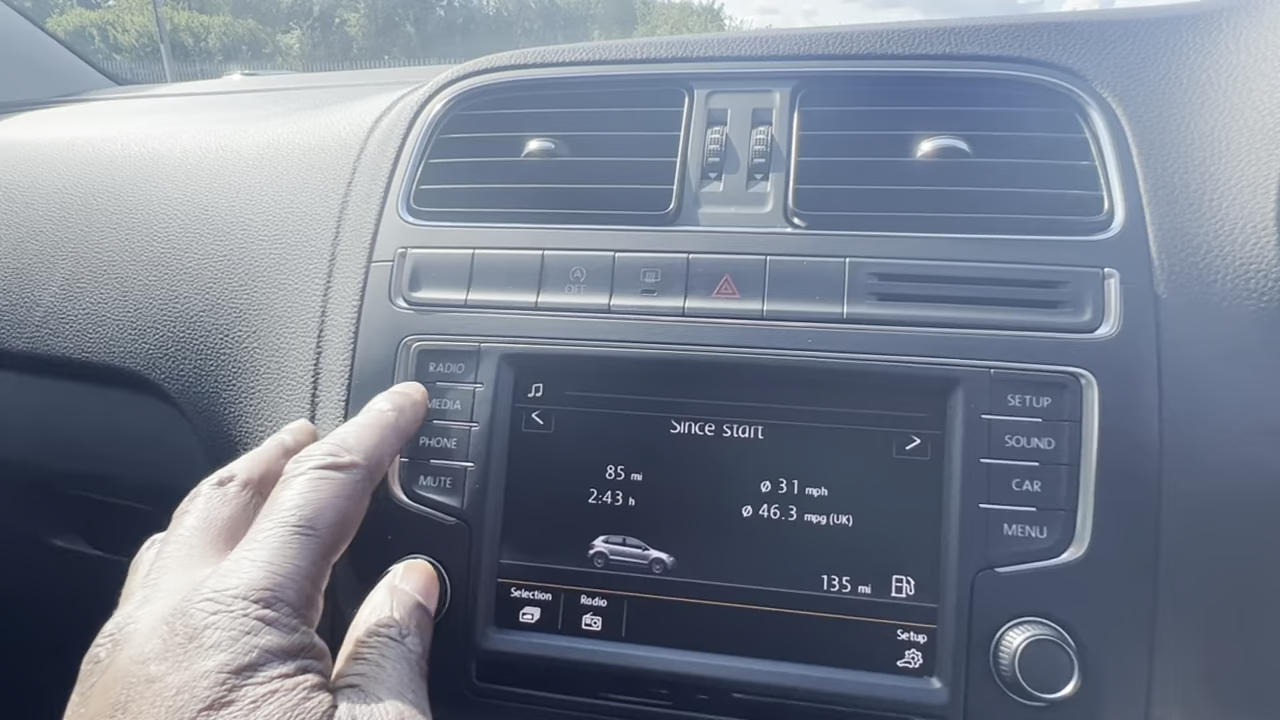 OFF
RADIO
MEDIA
PHONE
MUTE
Since start
85 mi
2:43 h
ø 31 mph
ø 46.3 mpg (UK)
135 mi
Selection
Radio
Setup
SETUP
SOUND
CAR
MENU